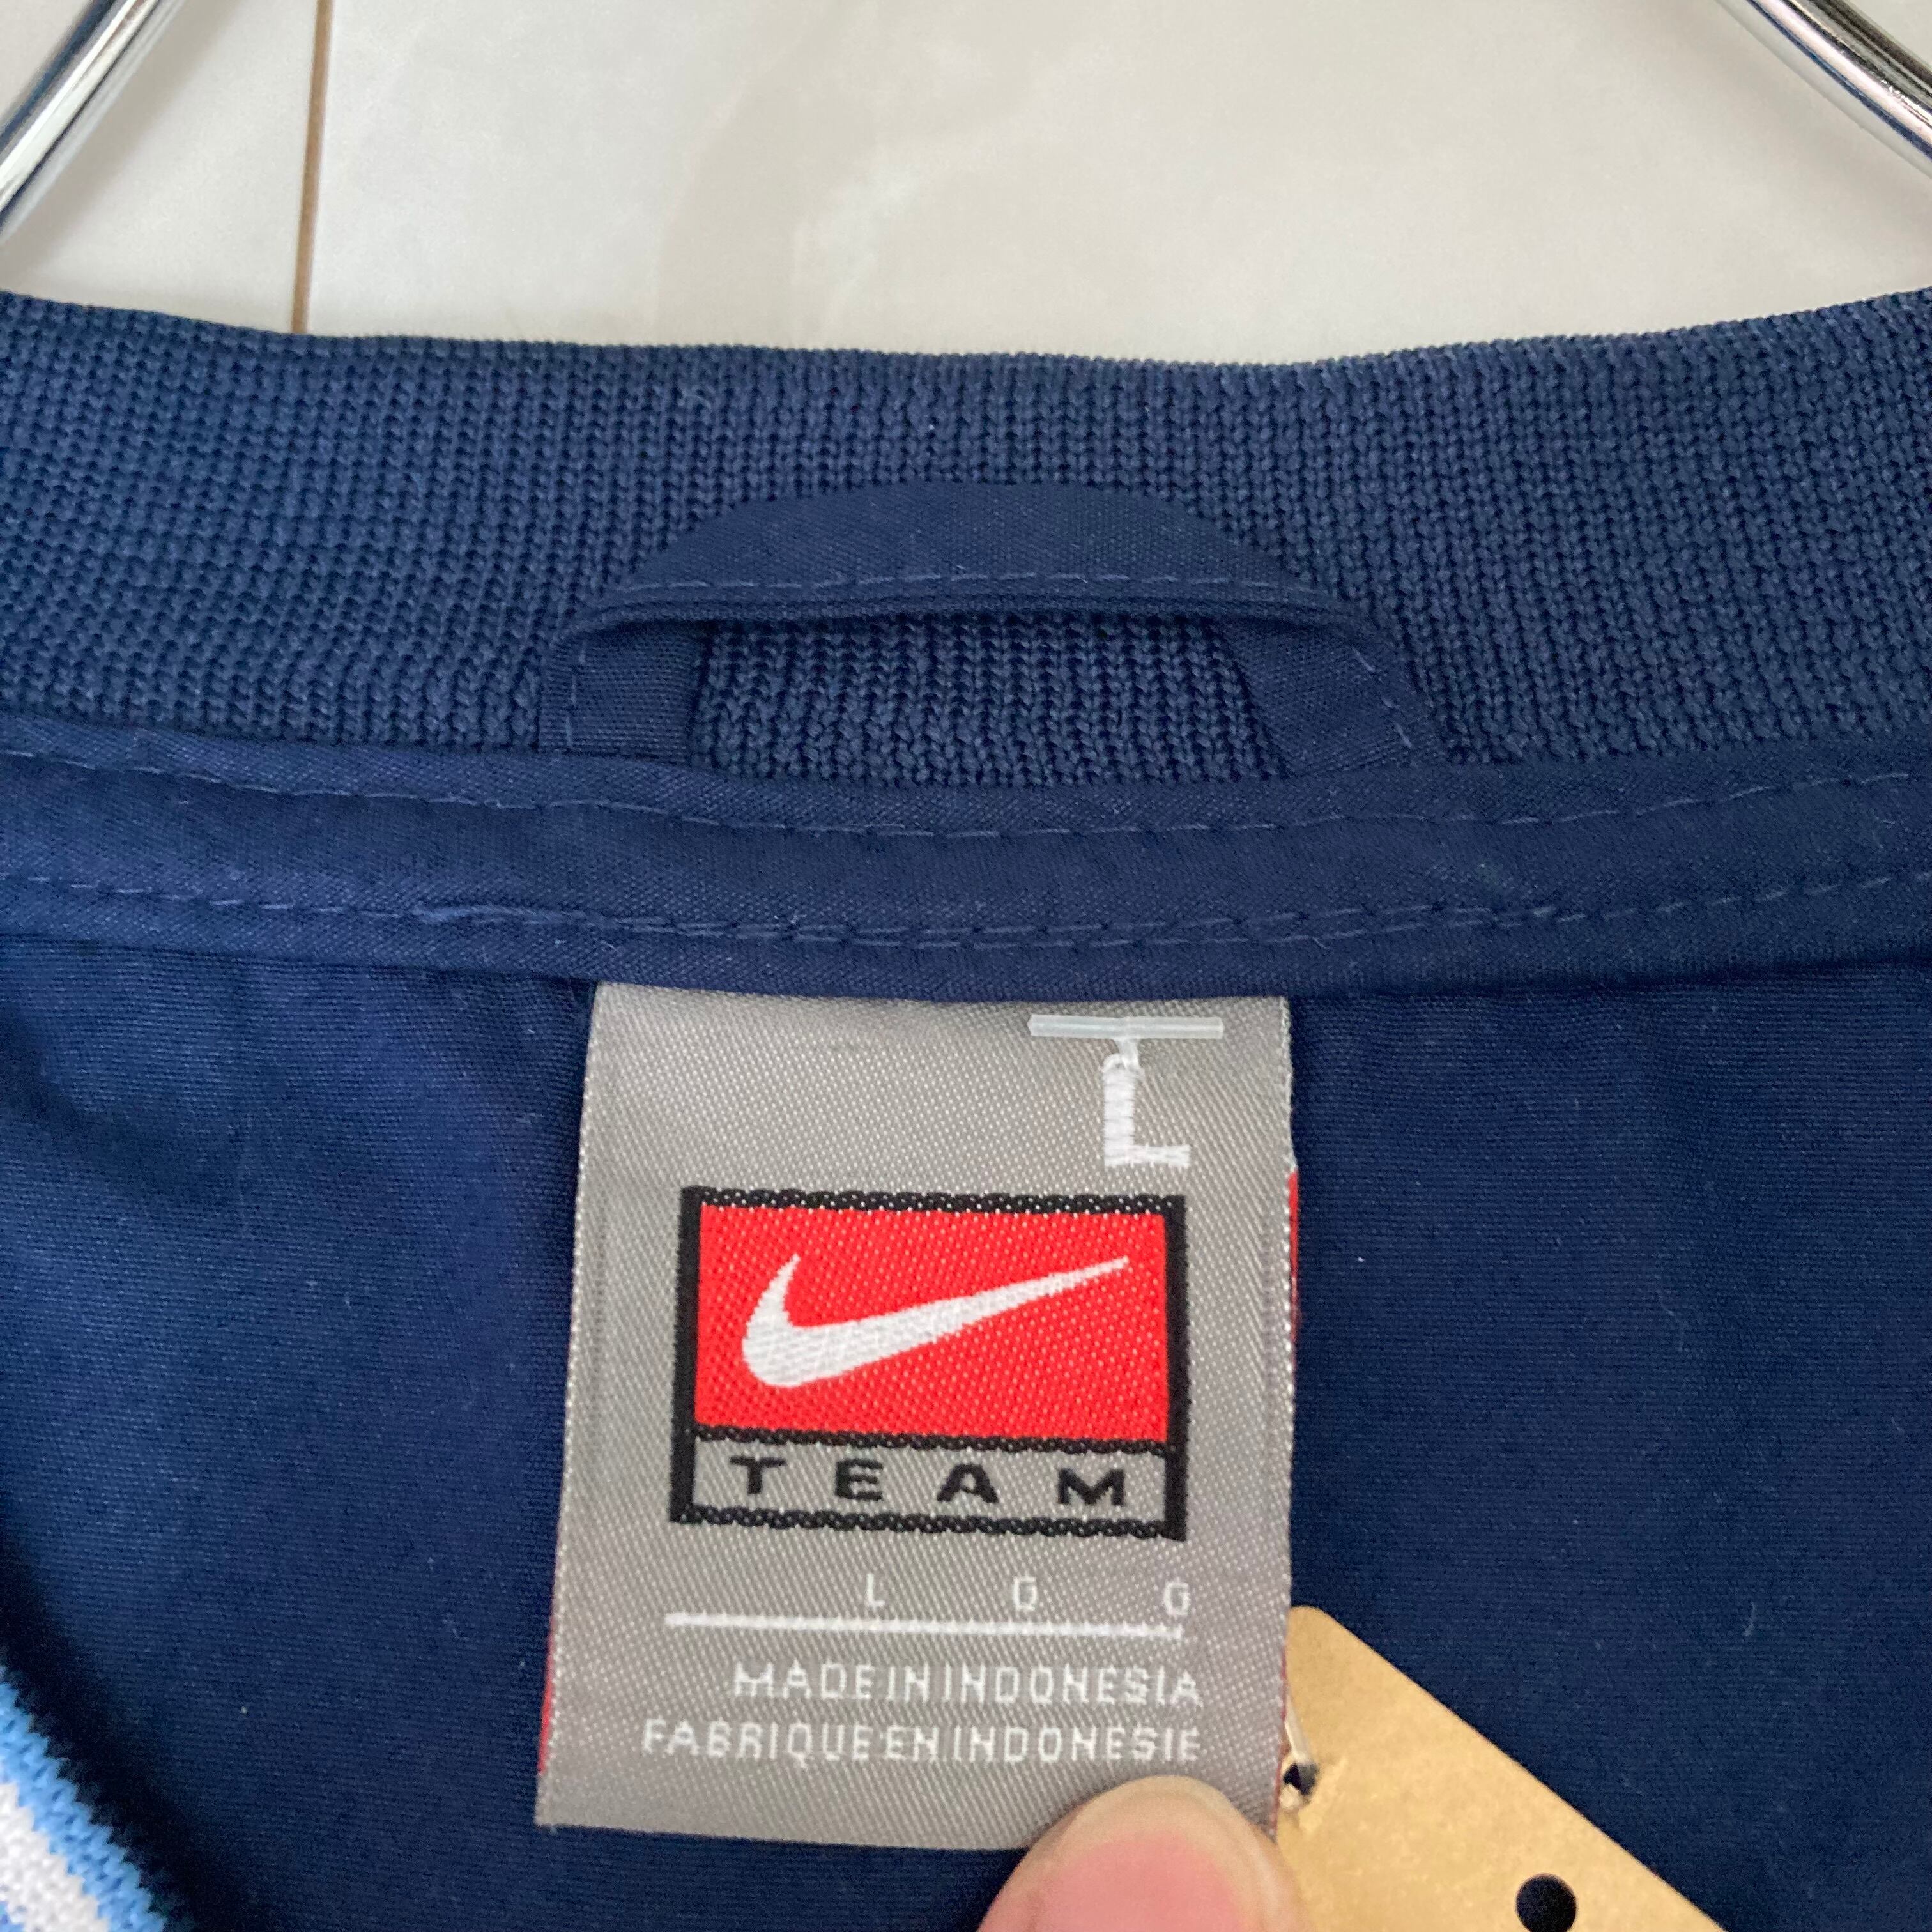 L
TEAM
L G G
MADE IN INDONESIA
FABRIQUE EN INDONESIE